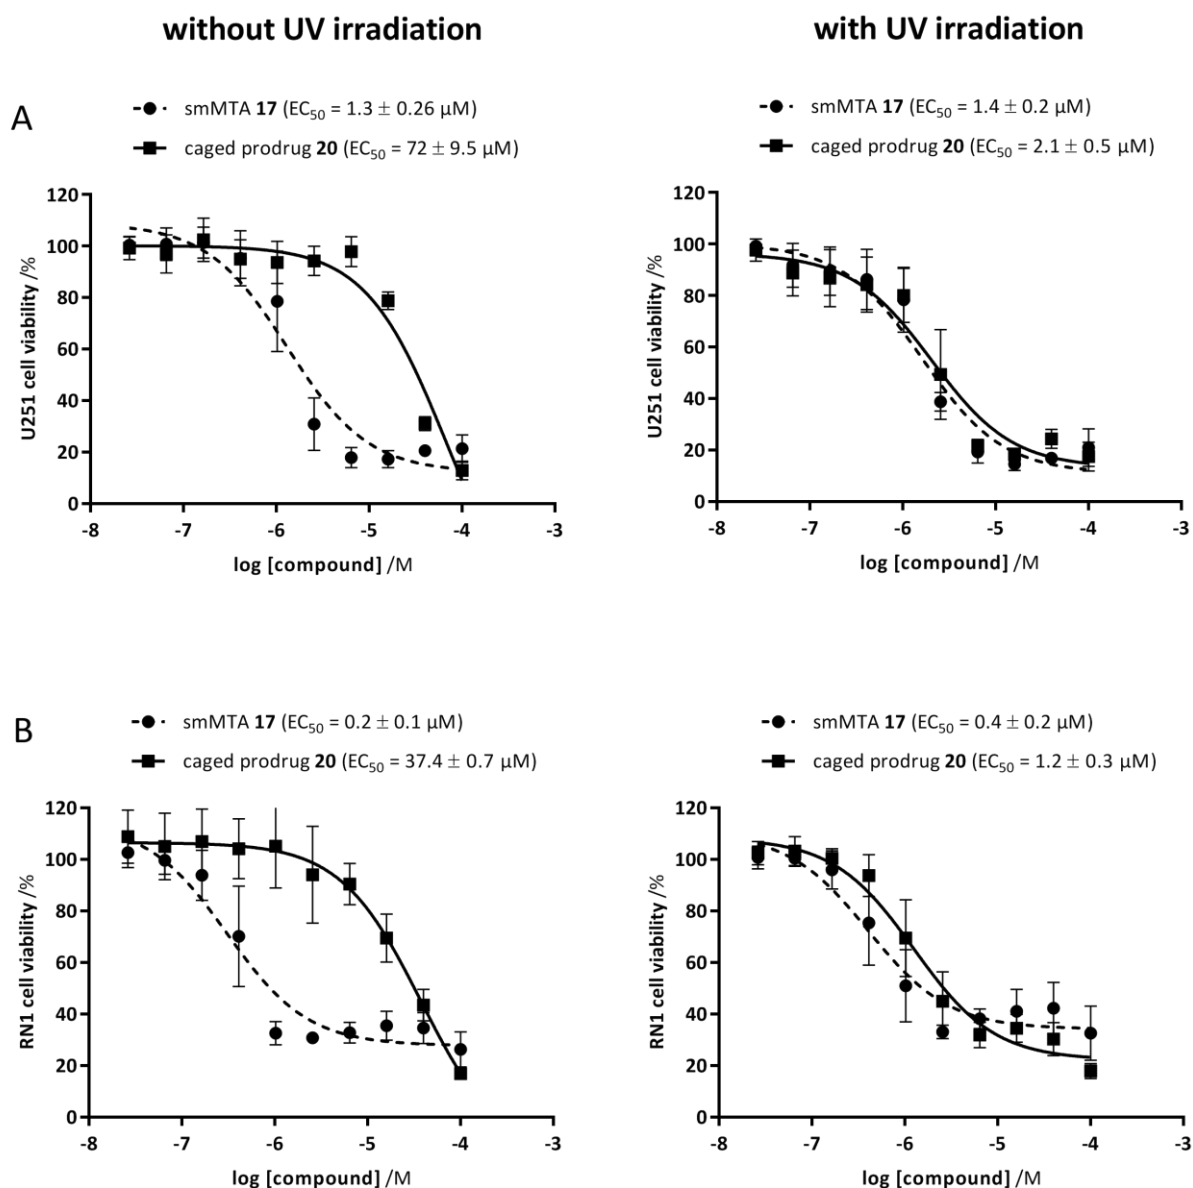 without UV irradiation
with UV irradiation
A
smMTA 17 (EC₅₀ = 1.3 ± 0.26 μM)
caged prodrug 20 (EC₅₀ = 72 ± 9.5 μM)
120
100
80
60
40
20
0
U251 cell viability /%
-8 -7 -6 -5 -4 -3
log [compound] /M
smMTA 17 (EC₅₀ = 1.4 ± 0.2 μM)
caged prodrug 20 (EC₅₀ = 2.1 ± 0.5 μM)
120
100
80
60
40
20
0
U251 cell viability /%
-8 -7 -6 -5 -4 -3
log [compound] /M
B
smMTA 17 (EC₅₀ = 0.2 ± 0.1 μM)
caged prodrug 20 (EC₅₀ = 37.4 ± 0.7 μM)
120
100
80
60
40
20
0
RN1 cell viability /%
-8 -7 -6 -5 -4 -3
log [compound] /M
smMTA 17 (EC₅₀ = 0.4 ± 0.2 μM)
caged prodrug 20 (EC₅₀ = 1.2 ± 0.3 μM)
120
100
80
60
40
20
0
RN1 cell viability /%
-8 -7 -6 -5 -4 -3
log [compound] /M